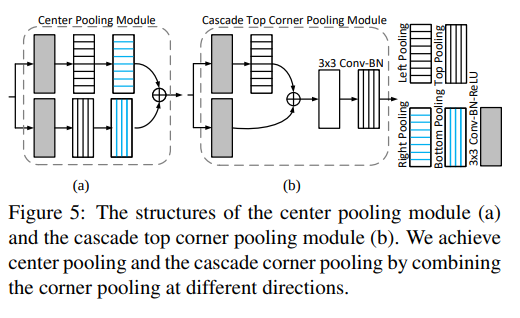 Center Pooling Module
Cascade Top Corner Pooling Module
3x3 Conv-BN
Left Pooling
Top Pooling
Right Pooling
Bottom Pooling
3x3 Conv-BN-ReLU
(a)
(b)
Figure 5: The structures of the center pooling module (a)
and the cascade top corner pooling module (b). We achieve
center pooling and the cascade corner pooling by combining
the corner pooling at different directions.